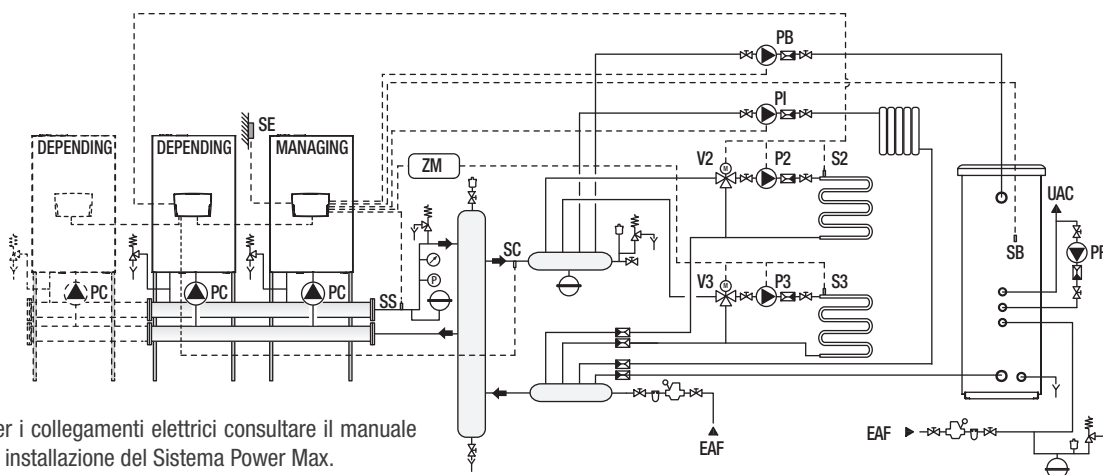 PB
PI
SE
DEPENDING DEPENDING MANAGING
ZM
V2 P2 S2
UAC
M
SC
SB
PR
P
PC PC PC
SS
V3 P3 S3
M
EAF
EAF
er i collegamenti elettrici consultare il manuale
installazione del Sistema Power Max.